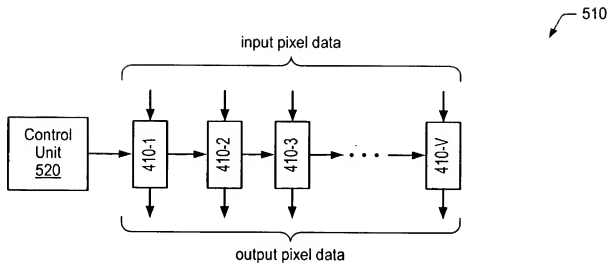 510
input pixel data
Control
Unit
520
410-1
410-2
410-3
410-V
output pixel data